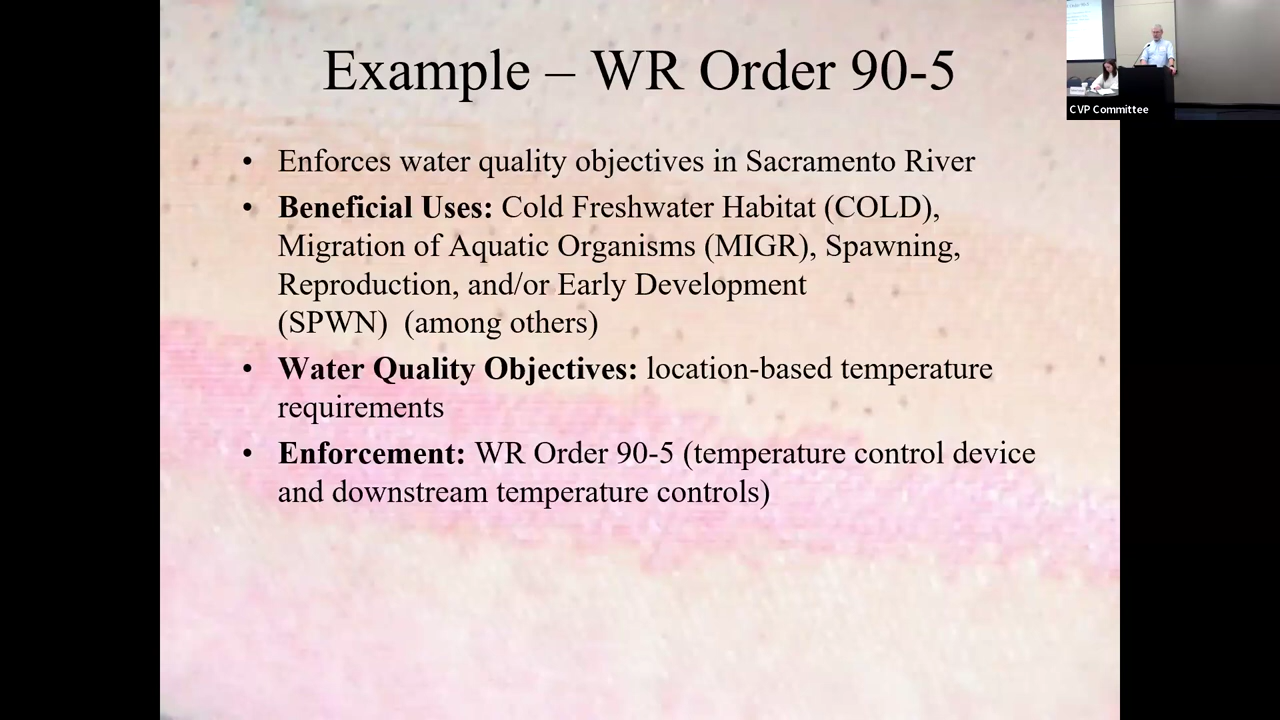 Example – WR Order 90-5
CVP Committee
• Enforces water quality objectives in Sacramento River
• Beneficial Uses: Cold Freshwater Habitat (COLD),
Migration of Aquatic Organisms (MIGR), Spawning,
Reproduction, and/or Early Development
(SPWN)  (among others)
• Water Quality Objectives: location-based temperature
requirements
• Enforcement: WR Order 90-5 (temperature control device
and downstream temperature controls)